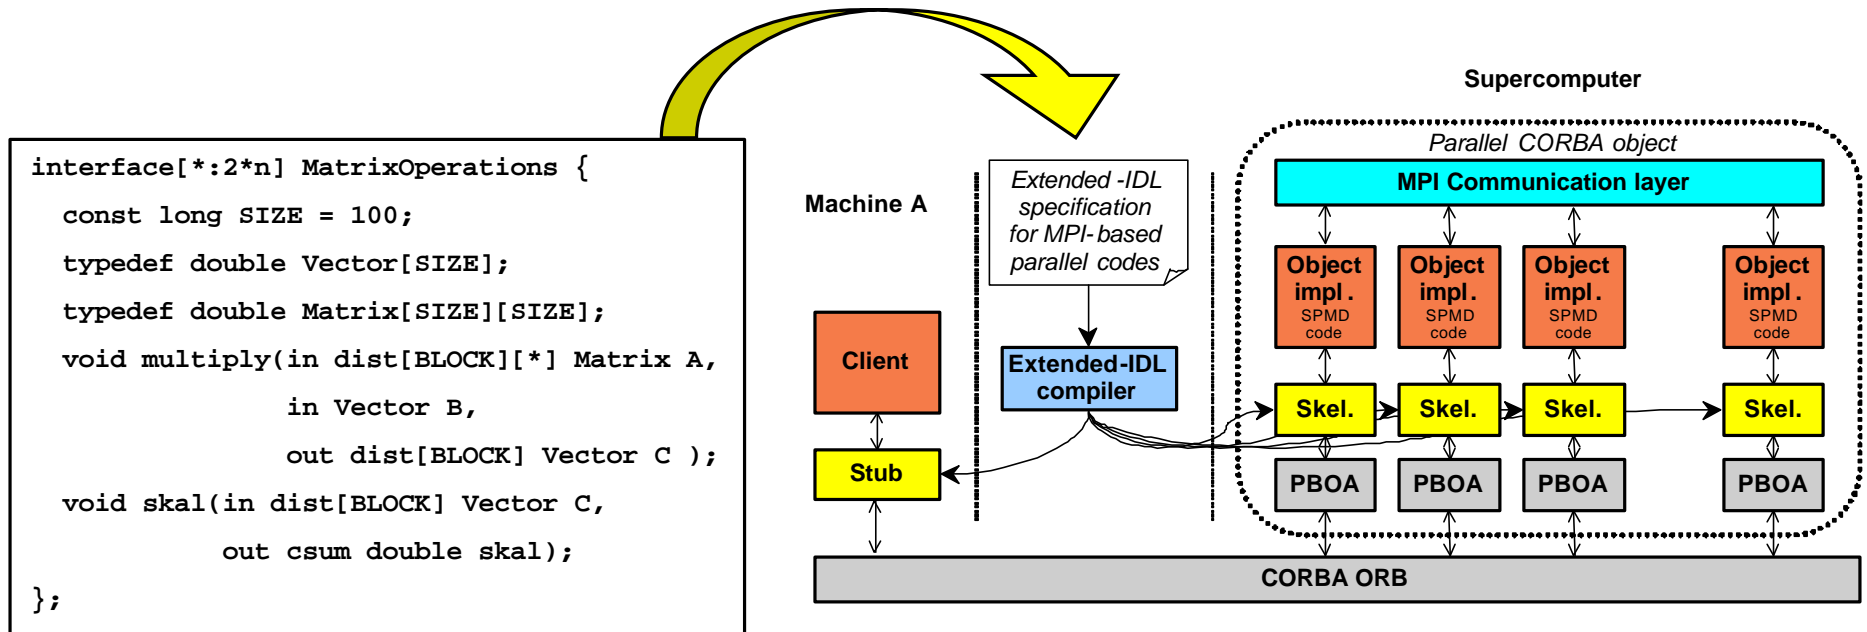 interface[*:2*n] MatrixOperations {
const long SIZE = 100;
typedef double Vector[SIZE];
typedef double Matrix[SIZE][SIZE];
void multiply(in dist[BLOCK][*] Matrix A,
in Vector B,
out dist[BLOCK] Vector C );
void skal(in dist[BLOCK] Vector C,
out csum double skal);
};
Machine A
Client
Stub
Extended -IDL
specification
for MPI-based
parallel codes
Extended-IDL
compiler
Supercomputer
Parallel CORBA object
MPI Communication layer
Object
impl.
SPMD
code
Object
impl.
SPMD
code
Object
impl.
SPMD
code
Object
impl.
SPMD
code
Skel.
Skel.
Skel.
Skel.
PBOA
PBOA
PBOA
PBOA
CORBA ORB